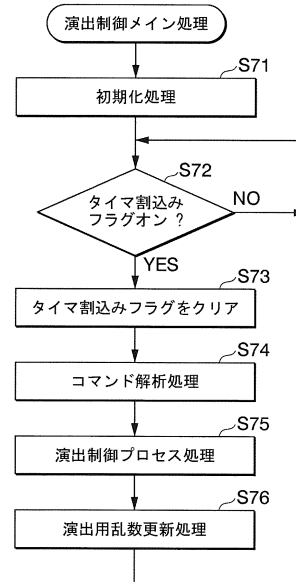 演出制御メイン処理
S71
初期化処理
S72
タイマ割込み
フラグオン？
NO
YES
S73
タイマ割込みフラグをクリア
S74
コマンド解析処理
S75
演出制御プロセス処理
S76
演出用乱数更新処理